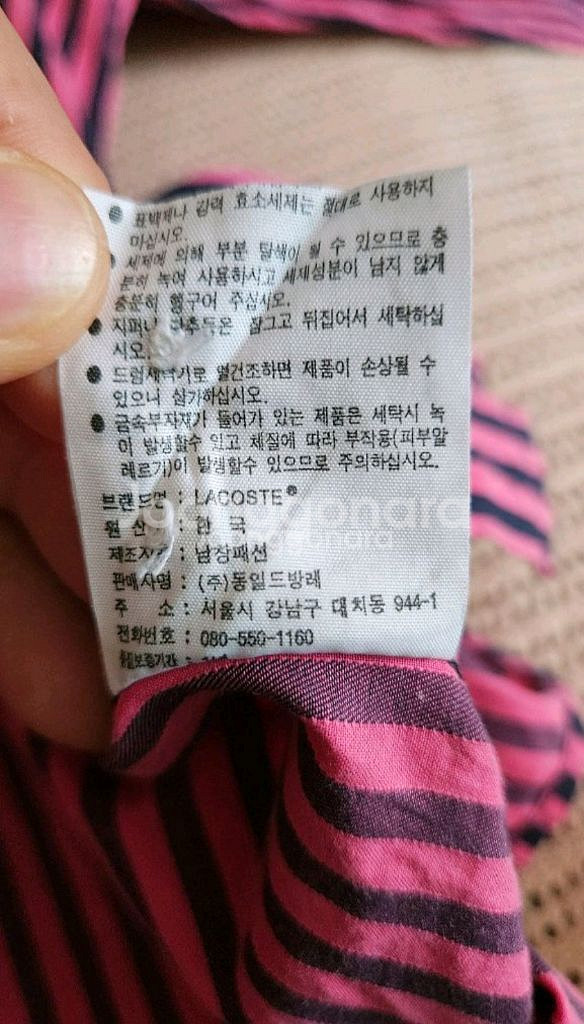 표백제나 강력 효소세제는 절대로 사용하지
마십시오.
세제에 의해 부분 탈색이 될 수 있으므로 충
분히 녹여 사용하시고 세제성분이 남지 않게
충분히 헹구어 주십시오.
지퍼나 단추등은 잠그고 뒤집어서 세탁하십
시오.
드럼세탁기로 열건조하면 제품이 손상될 수
있으니 삼가하십시오.
금속부자재가 들어가 있는 제품은 세탁시 녹
이 발생할수 있고 체질에 따라 부작용(피부알
레르기)이 발생할수 있으므로 주의하십시오.
브랜드명 : LACOSTE®
원 산 : 한 국
제조자 : 남창패션
판매사명 : (주)동일드방레
주 소 : 서울시 강남구 대치동 944-1
전화번호 : 080-550-1160
품질보증기간 :